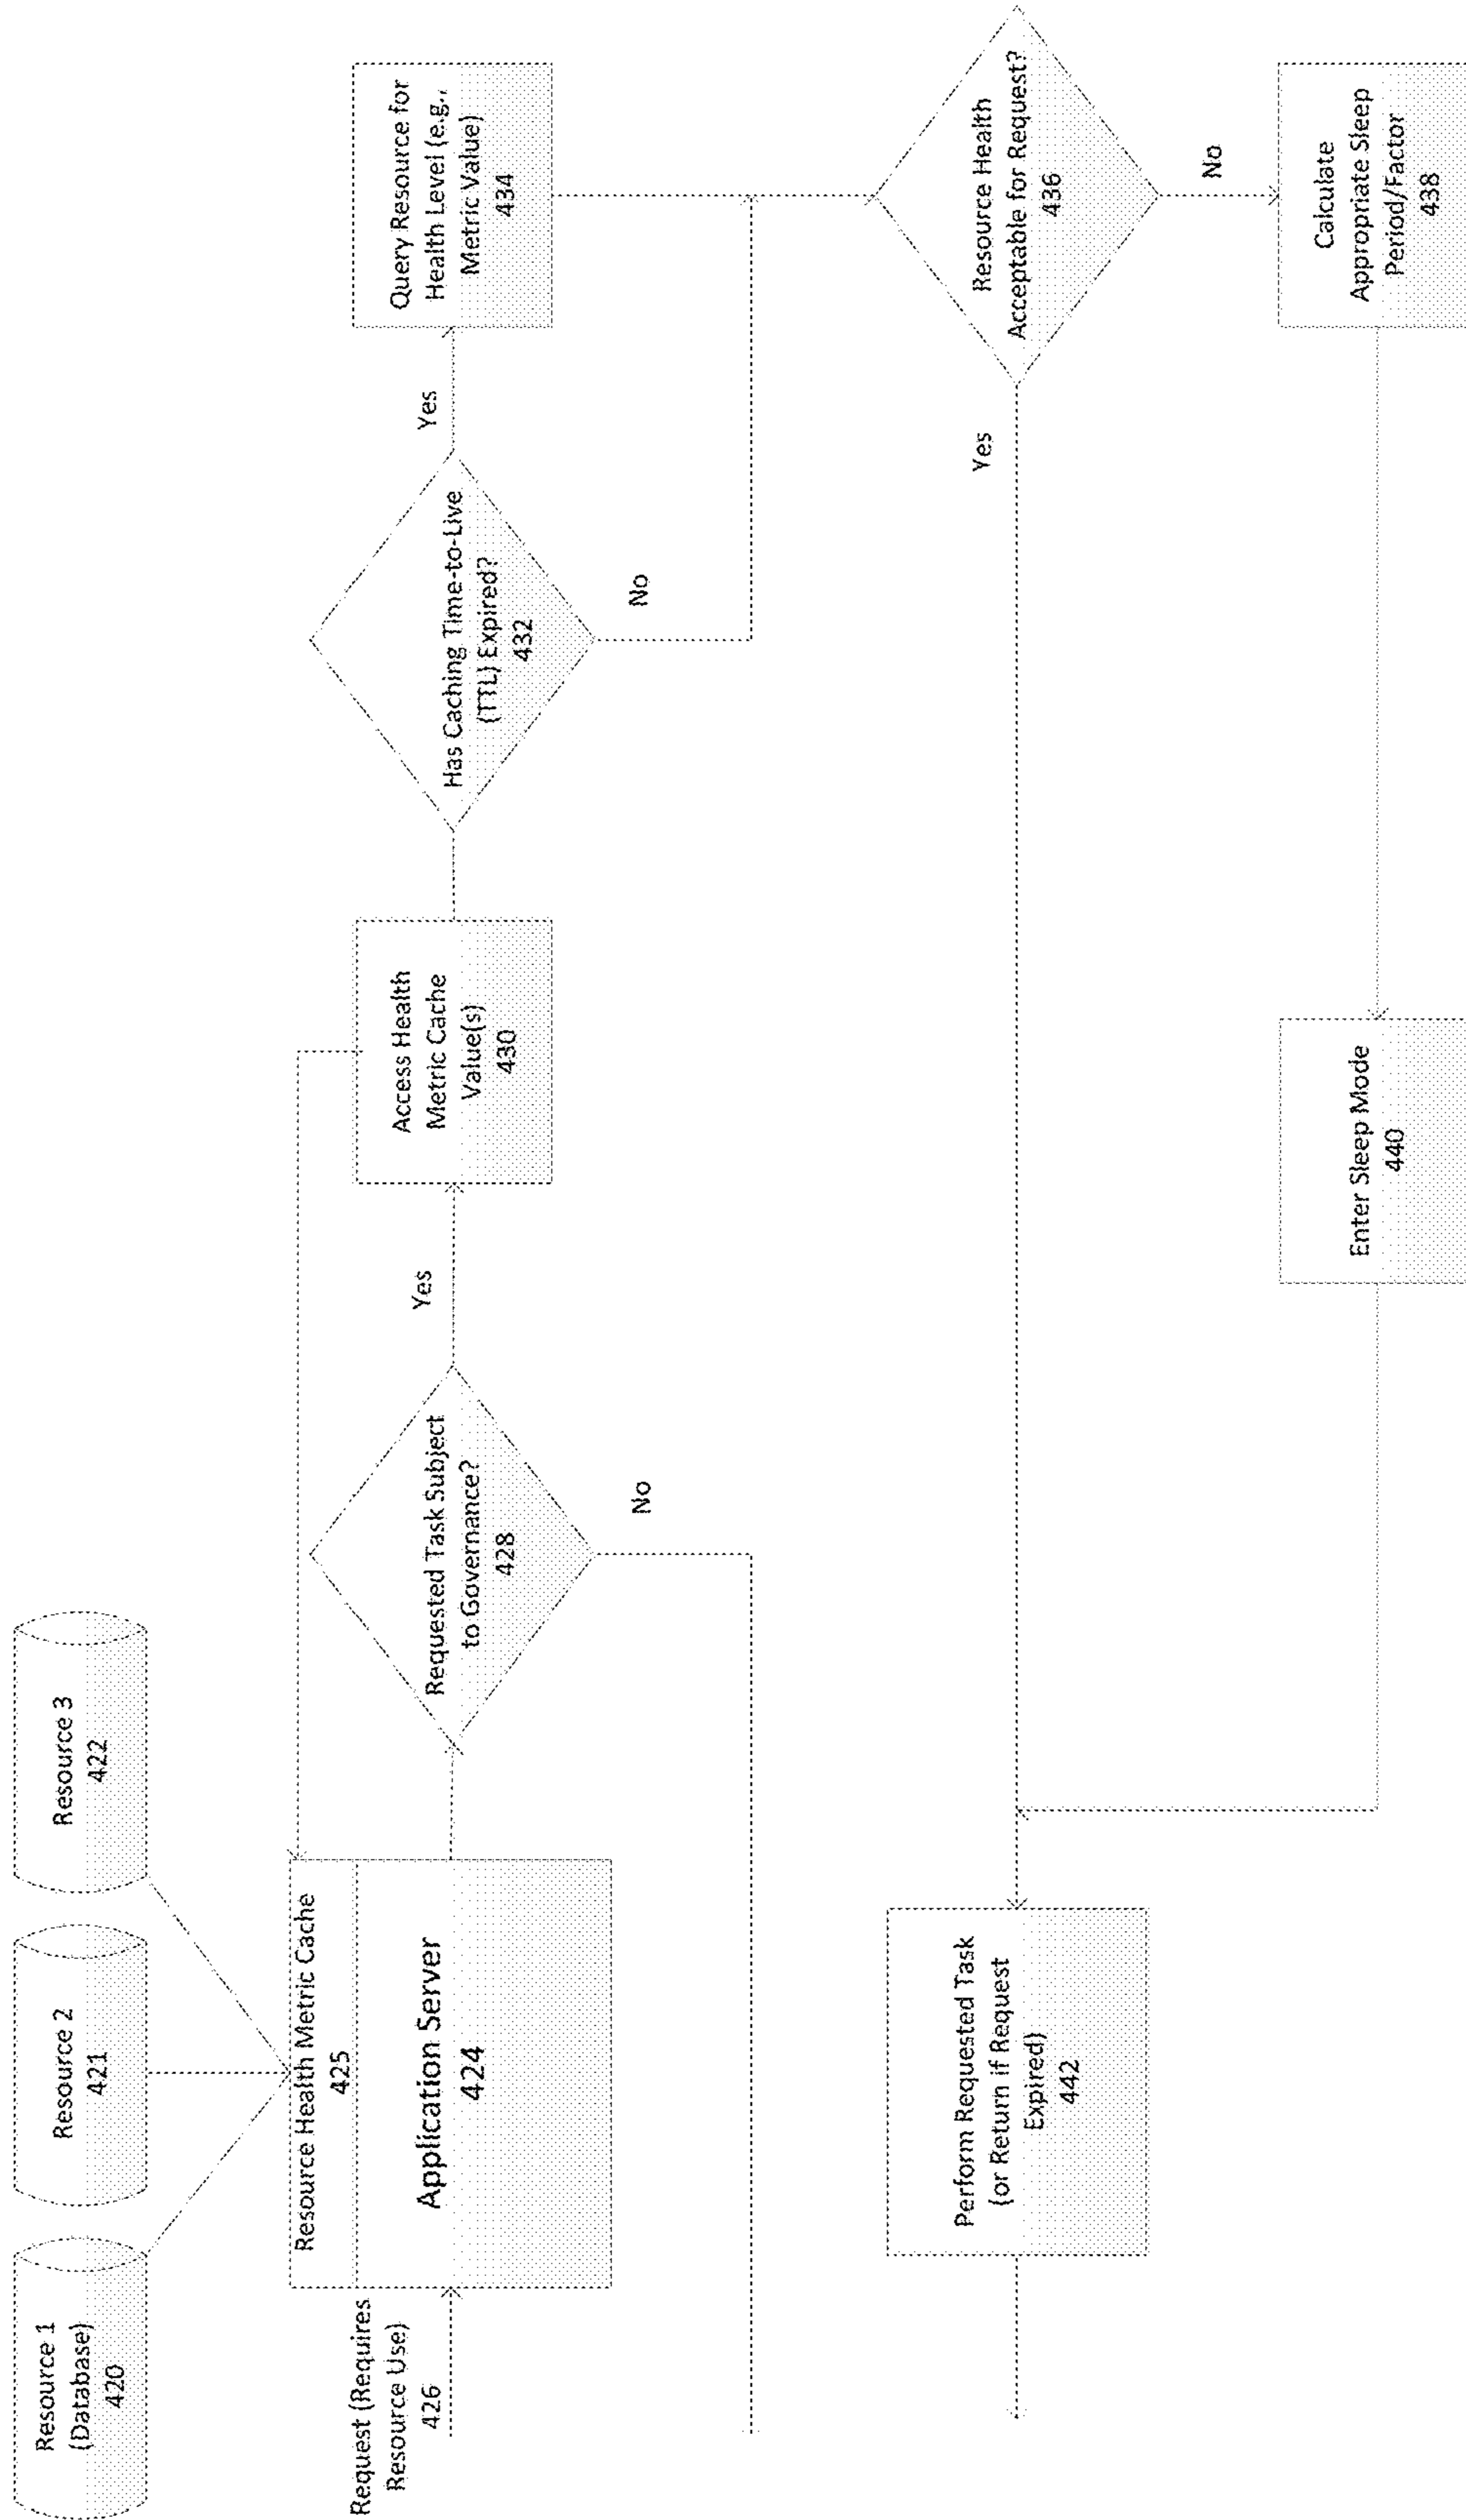 Resource 1
(Database)
420
Resource 2
421
Resource 3
422
Request (Requires
Resource Use)
426
Resource Health Metric Cache
425
Application Server
424
Requested Task Subject
to Governance?
428
Yes
No
Access Health
Metric Cache
Value(s)
430
Has Caching Time-to-Live
(TTL) Expired?
432
Yes
No
Query Resource for
Health Level (e.g.,
Metric Value)
434
Resource Health
Acceptable for Request?
436
Yes
No
Calculate
Appropriate Sleep
Period/Factor
438
Enter Sleep Mode
440
Perform Requested Task
(or Return if Request
Expired)
442